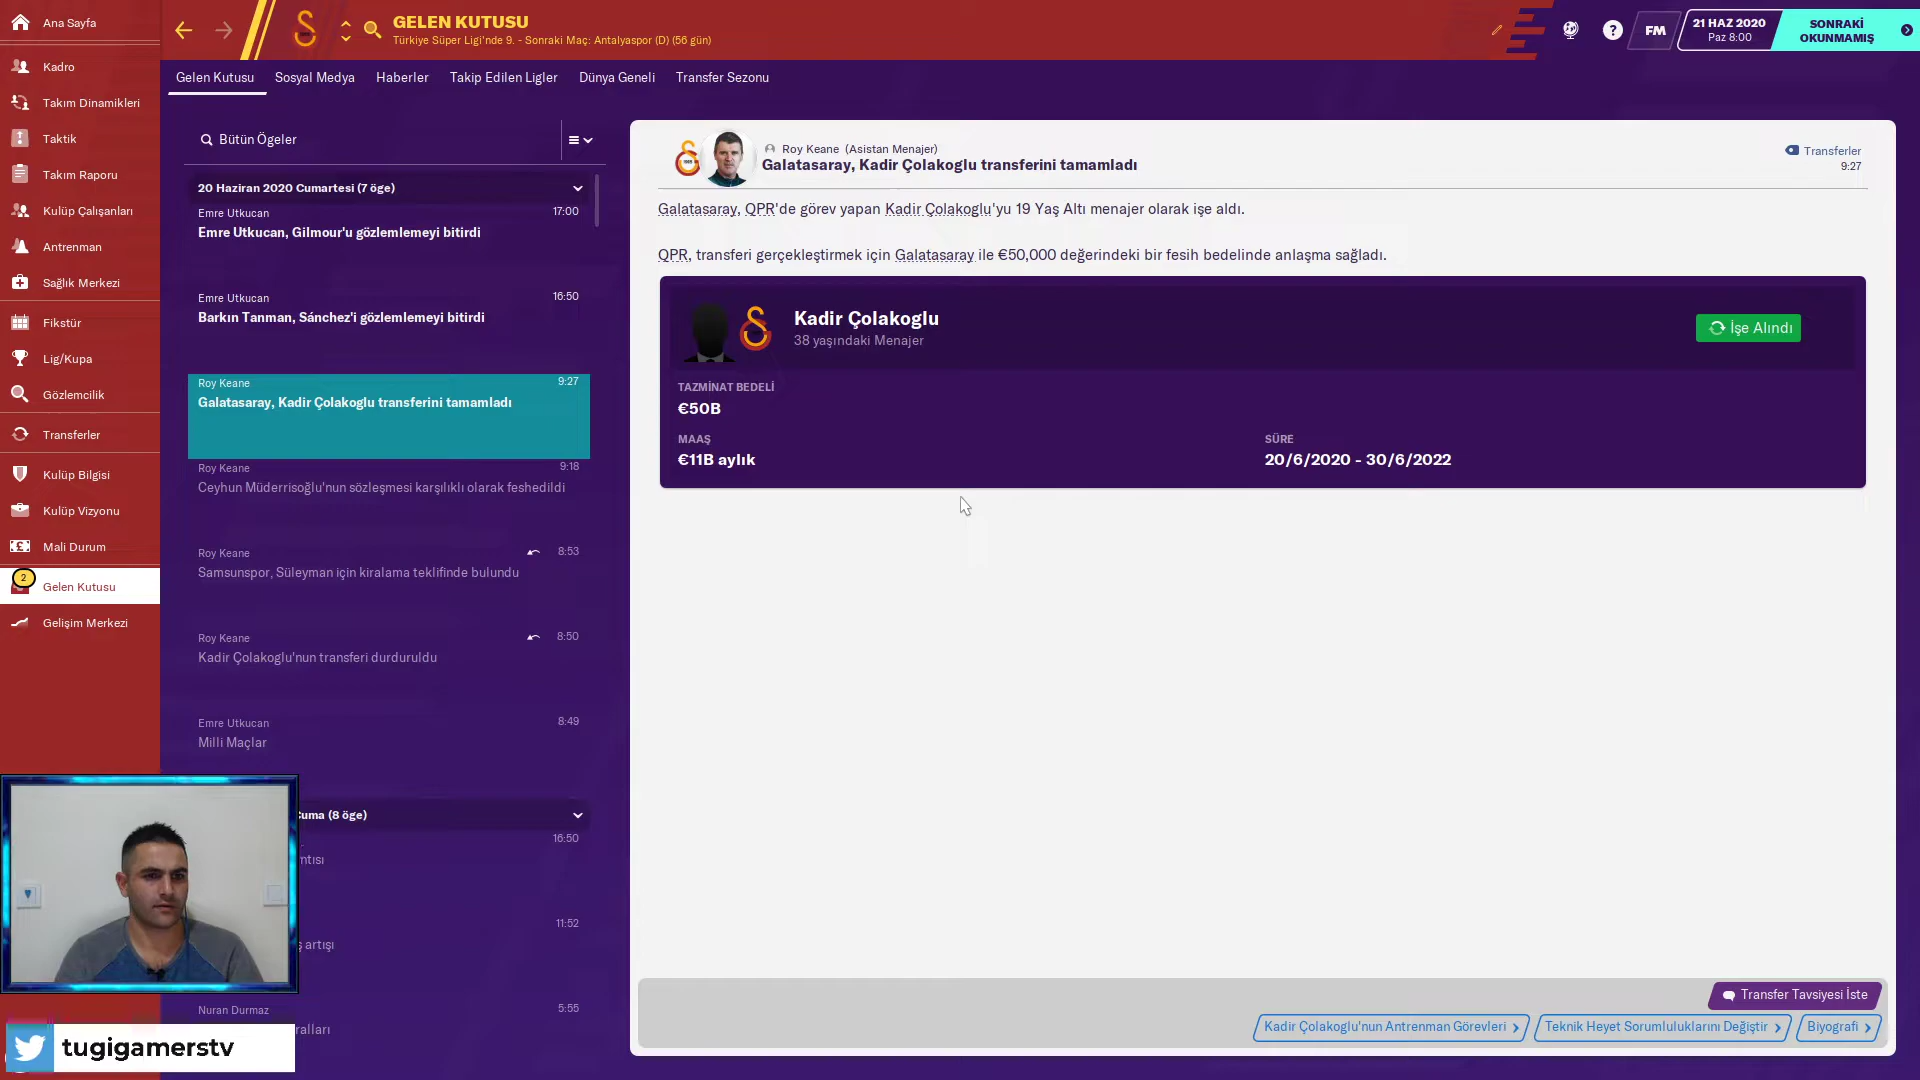 Ana Sayfa
Kadro
Takım Dinamikleri
Taktik
Takım Raporu
Kulüp Çalışanları
Antrenman
Sağlık Merkezi
Fikstür
Lig/Kupa
Gözlemcilik
Transferler
Kulüp Bilgisi
Kulüp Vizyonu
Mali Durum
2
Gelen Kutusu
Gelişim Merkezi
GELEN KUTUSU
Türkiye Süper Ligi'nde 9. - Sonraki Maç: Antalyaspor (D) (56 gün)
?
FM
21 HAZ 2020
Paz 8:00
SONRAKİ
OKUNMAMIŞ
Gelen Kutusu Sosyal Medya Haberler Takip Edilen Ligler Dünya Geneli Transfer Sezonu
Bütün Ögeler
20 Haziran 2020 Cumartesi (7 öge)
Emre Utkucan 17:00
Emre Utkucan, Gilmour'u gözlemlemeyi bitirdi
Emre Utkucan 16:50
Barkın Tanman, Sánchez'i gözlemlemeyi bitirdi
Roy Keane 9:27
Galatasaray, Kadir Çolakoglu transferini tamamladı
Roy Keane 9:18
Ceyhun Müderrisoğlu'nun sözleşmesi karşılıklı olarak feshedildi
Roy Keane 8:53
Samsunspor, Süleyman için kiralama teklifinde bulundu
Roy Keane 8:50
Kadir Çolakoglu'nun transferi durduruldu
Emre Utkucan 8:49
Milli Maçlar
Cuma (8 öge)
16:50
ntısı
11:52
ş artışı
Nuran Durmaz 5:55
ralları
tugigamerstv
Roy Keane (Asistan Menajer)
Galatasaray, Kadir Çolakoglu transferini tamamladı
Transferler
9:27
Galatasaray, QPR'de görev yapan Kadir Çolakoglu'yu 19 Yaş Altı menajer olarak işe aldı.
QPR, transferi gerçekleştirmek için Galatasaray ile €50,000 değerindeki bir fesih bedelinde anlaşma sağladı.
Kadir Çolakoglu
38 yaşındaki Menajer
İşe Alındı
TAZMİNAT BEDELİ
€50B
MAAŞ
€11B aylık
SÜRE
20/6/2020 - 30/6/2022
Transfer Tavsiyesi İste
Kadir Çolakoglu'nun Antrenman Görevleri
Teknik Heyet Sorumluluklarını Değiştir
Biyografi